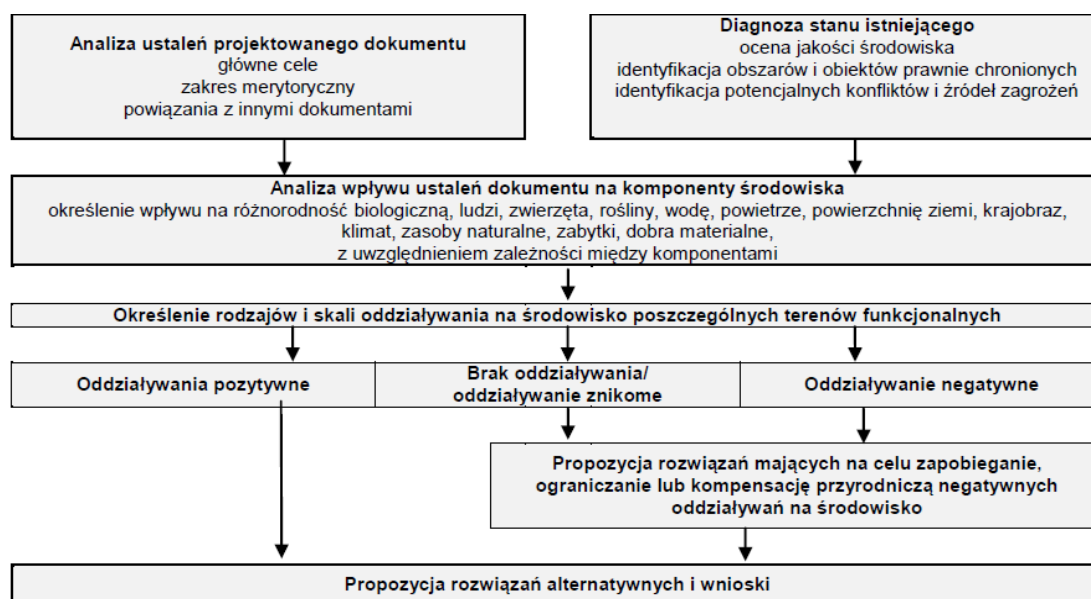 Analiza ustaleń projektowanego dokumentu
główne cele
zakres merytoryczny
powiązania z innymi dokumentami
Diagnoza stanu istniejącego
ocena jakości środowiska
identyfikacja obszarów i obiektów prawnie chronionych
identyfikacja potencjalnych konfliktów i źródeł zagrożeń
Analiza wpływu ustaleń dokumentu na komponenty środowiska
określenie wpływu na różnorodność biologiczną, ludzi, zwierzęta, rośliny, wodę, powietrze, powierzchnię ziemi, krajobraz,
klimat, zasoby naturalne, zabytki, dobra materialne,
z uwzględnieniem zależności między komponentami
Określenie rodzajów i skali oddziaływania na środowisko poszczególnych terenów funkcjonalnych
Oddziaływania pozytywne
Brak oddziaływania/
oddziaływanie znikome
Oddziaływanie negatywne
Propozycja rozwiązań mających na celu zapobieganie,
ograniczanie lub kompensację przyrodniczą negatywnych
oddziaływań na środowisko
Propozycja rozwiązań alternatywnych i wnioski